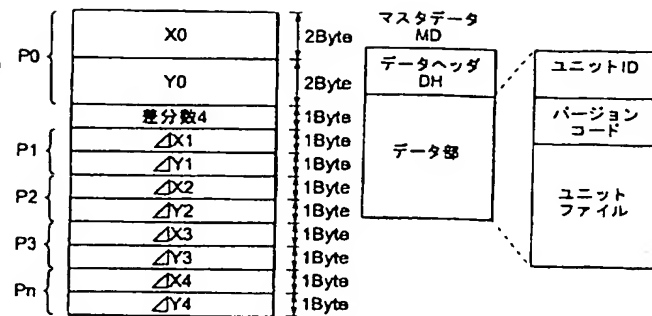 P0
X0
2Byte
Y0
2Byte
差分数4
1Byte
P1
⊿X1
1Byte
⊿Y1
1Byte
P2
⊿X2
1Byte
⊿Y2
1Byte
P3
⊿X3
1Byte
⊿Y3
1Byte
Pn
⊿X4
1Byte
⊿Y4
1Byte
マスタデータ
MD
データヘッダ
DH
データ部
ユニットID
バージョン
コード
ユニット
ファイル